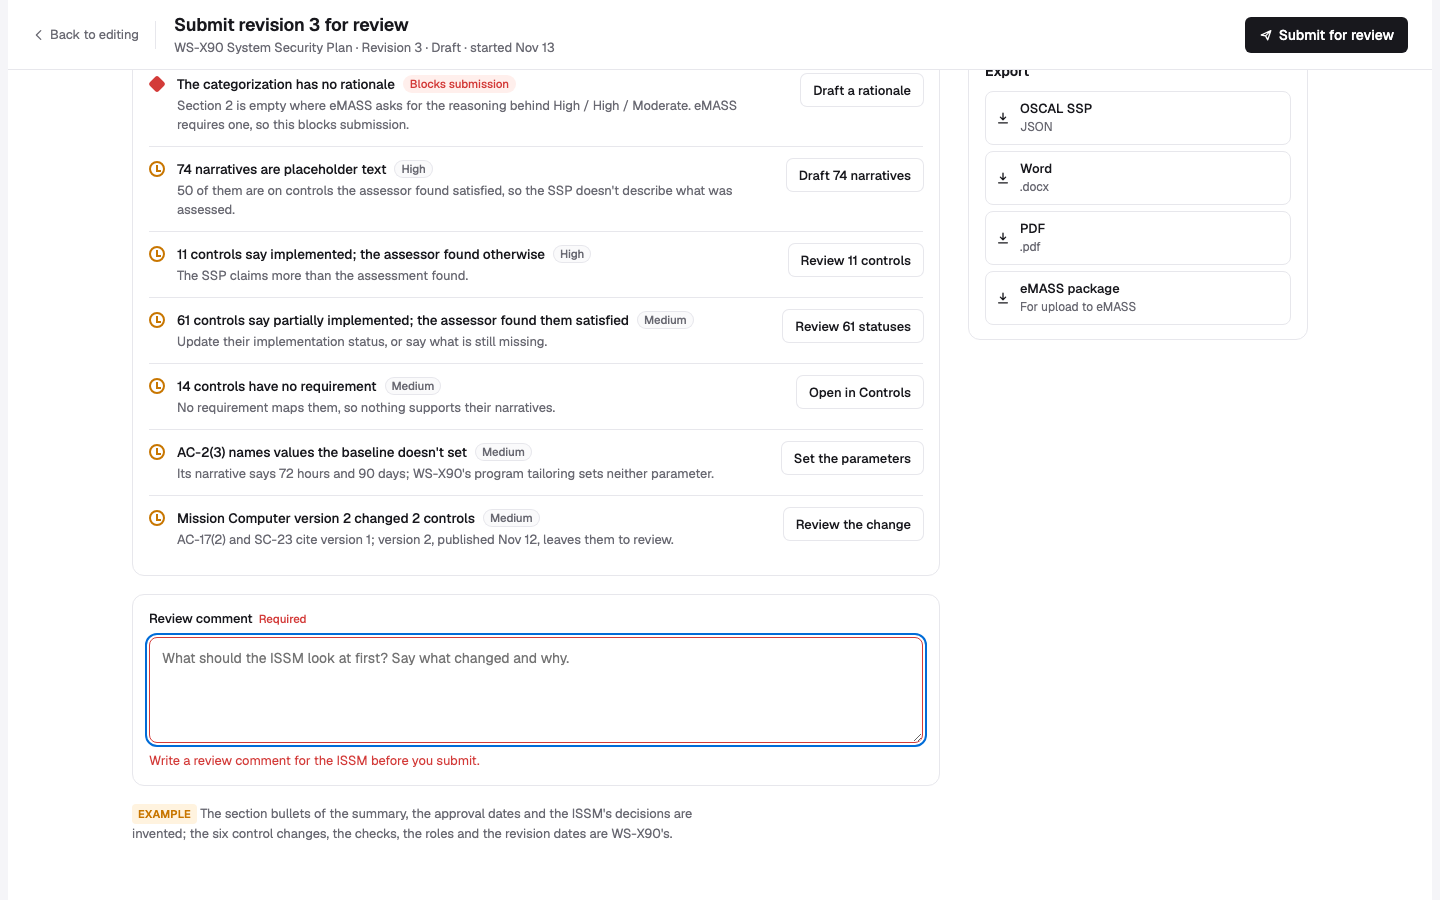 Back to editing
Submit revision 3 for review
WS-X90 System Security Plan · Revision 3 · Draft · started Nov 13
Submit for review
The categorization has no rationale Blocks submission
Section 2 is empty where eMASS asks for the reasoning behind High / High / Moderate. eMASS
requires one, so this blocks submission.
Draft a rationale
74 narratives are placeholder text High
50 of them are on controls the assessor found satisfied, so the SSP doesn't describe what was
assessed.
Draft 74 narratives
11 controls say implemented; the assessor found otherwise High
The SSP claims more than the assessment found.
Review 11 controls
61 controls say partially implemented; the assessor found them satisfied Medium
Update their implementation status, or say what is still missing.
Review 61 statuses
14 controls have no requirement Medium
No requirement maps them, so nothing supports their narratives.
Open in Controls
AC-2(3) names values the baseline doesn't set Medium
Its narrative says 72 hours and 90 days; WS-X90's program tailoring sets neither parameter.
Set the parameters
Mission Computer version 2 changed 2 controls Medium
AC-17(2) and SC-23 cite version 1; version 2, published Nov 12, leaves them to review.
Review the change
Review comment Required
What should the ISSM look at first? Say what changed and why.
Write a review comment for the ISSM before you submit.
EXAMPLE The section bullets of the summary, the approval dates and the ISSM's decisions are
invented; the six control changes, the checks, the roles and the revision dates are WS-X90's.
Export
OSCAL SSP
JSON
Word
.docx
PDF
.pdf
eMASS package
For upload to eMASS